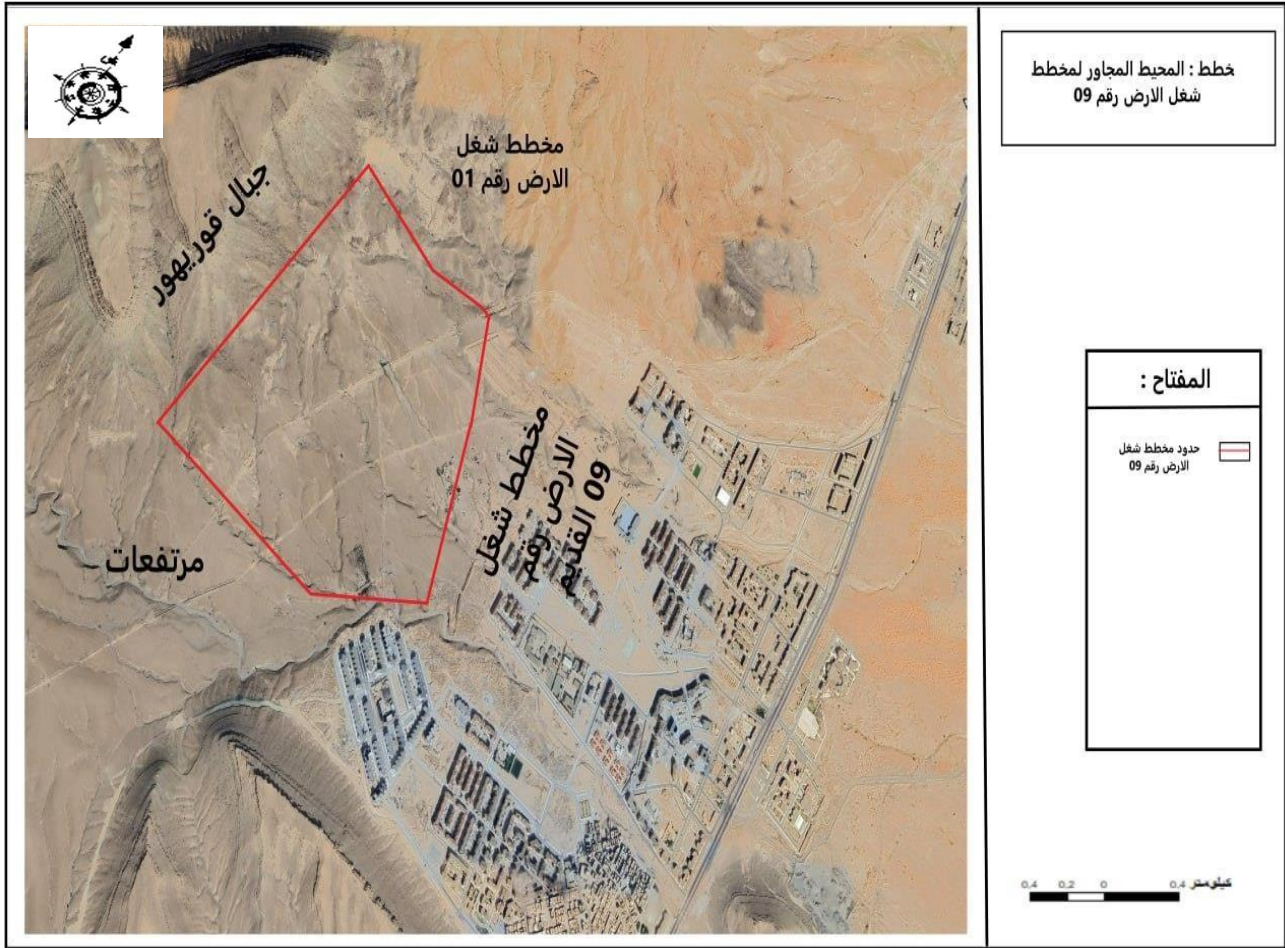 خطط : المحيط المجاور لمخطط
شغل الارض رقم 09
مخطط شغل
الارض رقم 01
جبال قوريهور
مخطط شغل
الارض رقم
09 القديم
مرتفعات
المفتاح :
حدود مخطط شغل
الارض رقم 09
0,4 0,2 0 0,4 كيلومتر